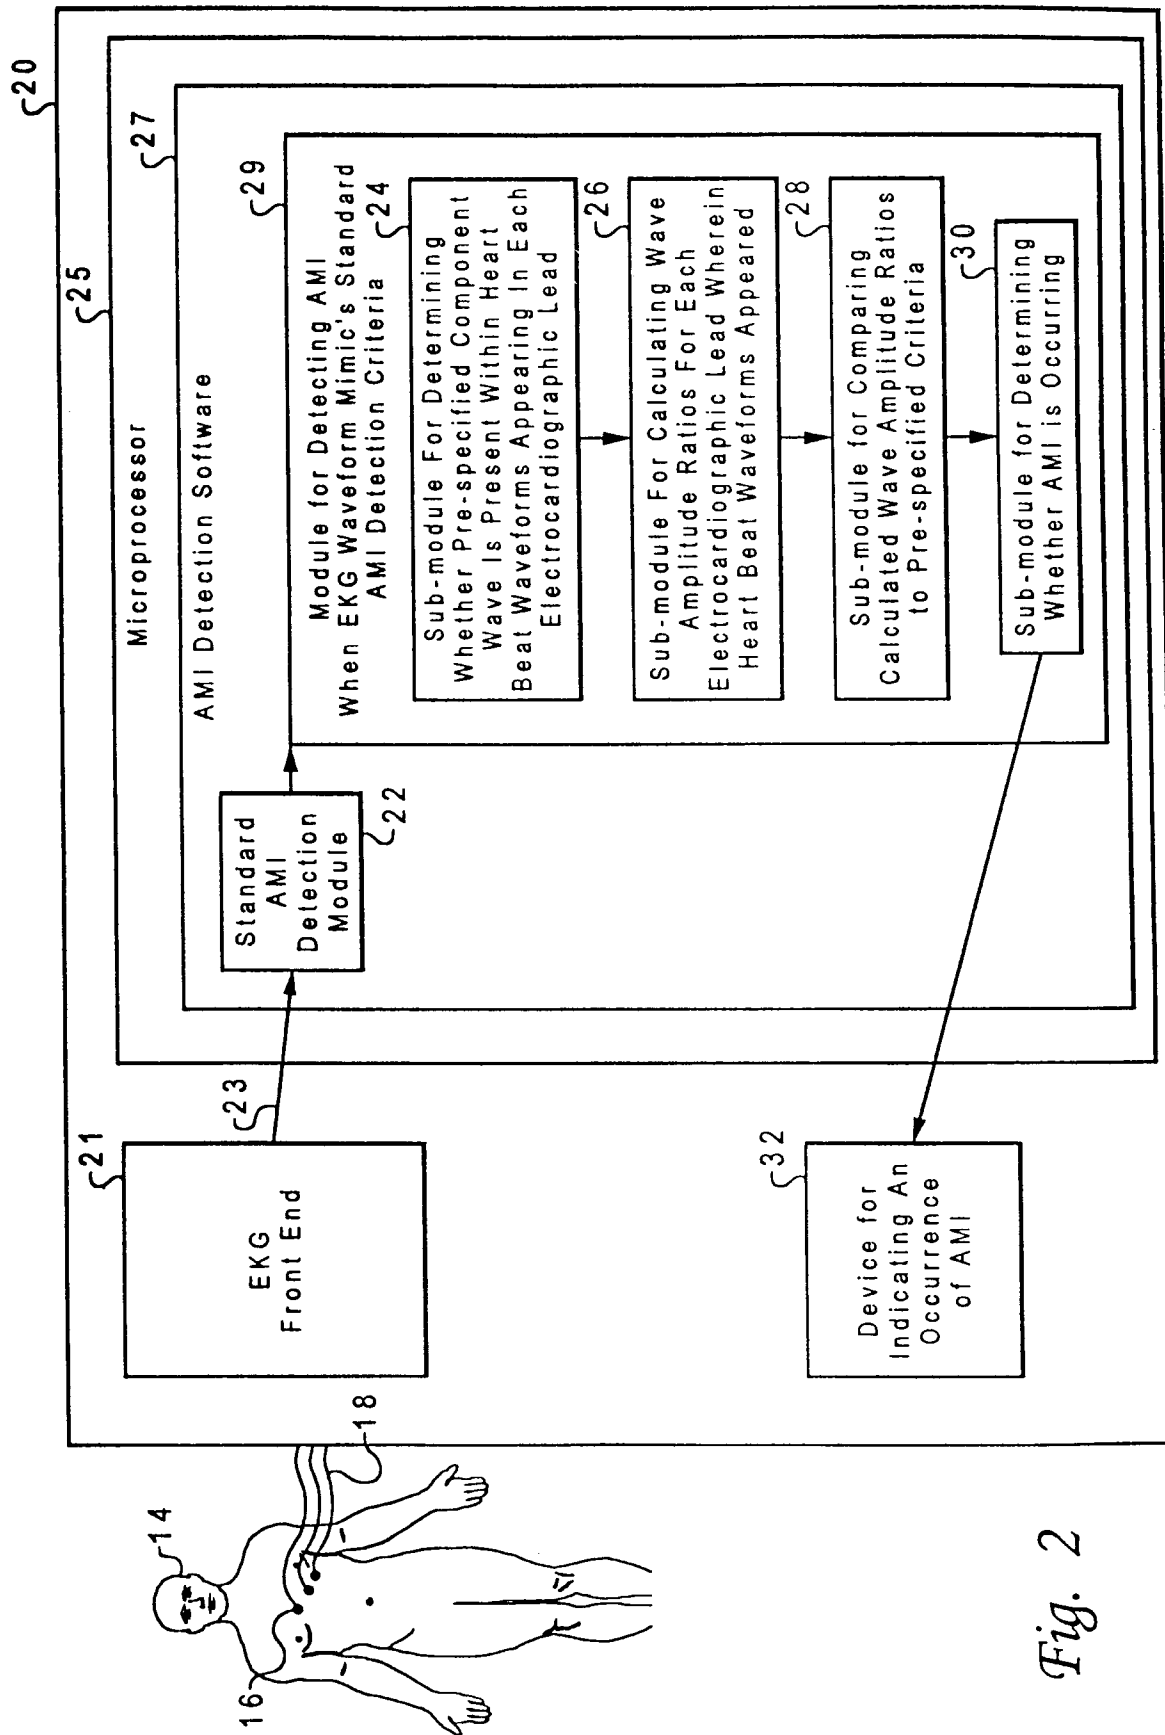 20
25
Microprocessor
27
AMI Detection Software
29
Module for Detecting AMI
When EKG Waveform Mimic's Standard
AMI Detection Criteria
24
Sub-module For Determining
Whether Pre-specified Component
Wave Is Present Within Heart
Beat Waveforms Appearing In Each
Electrocardiographic Lead
26
Sub-module For Calculating Wave
Amplitude Ratios For Each
Electrocardiographic Lead Wherein
Heart Beat Waveforms Appeared
28
Sub-module for Comparing
Calculated Wave Amplitude Ratios
to Pre-specified Criteria
30
Sub-module for Determining
Whether AMI is Occurring
Standard
AMI
Detection
Module
22
23
21
EKG
Front End
32
Device for
Indicating An
Occurrence
of AMI
18
14
16
Fig. 2